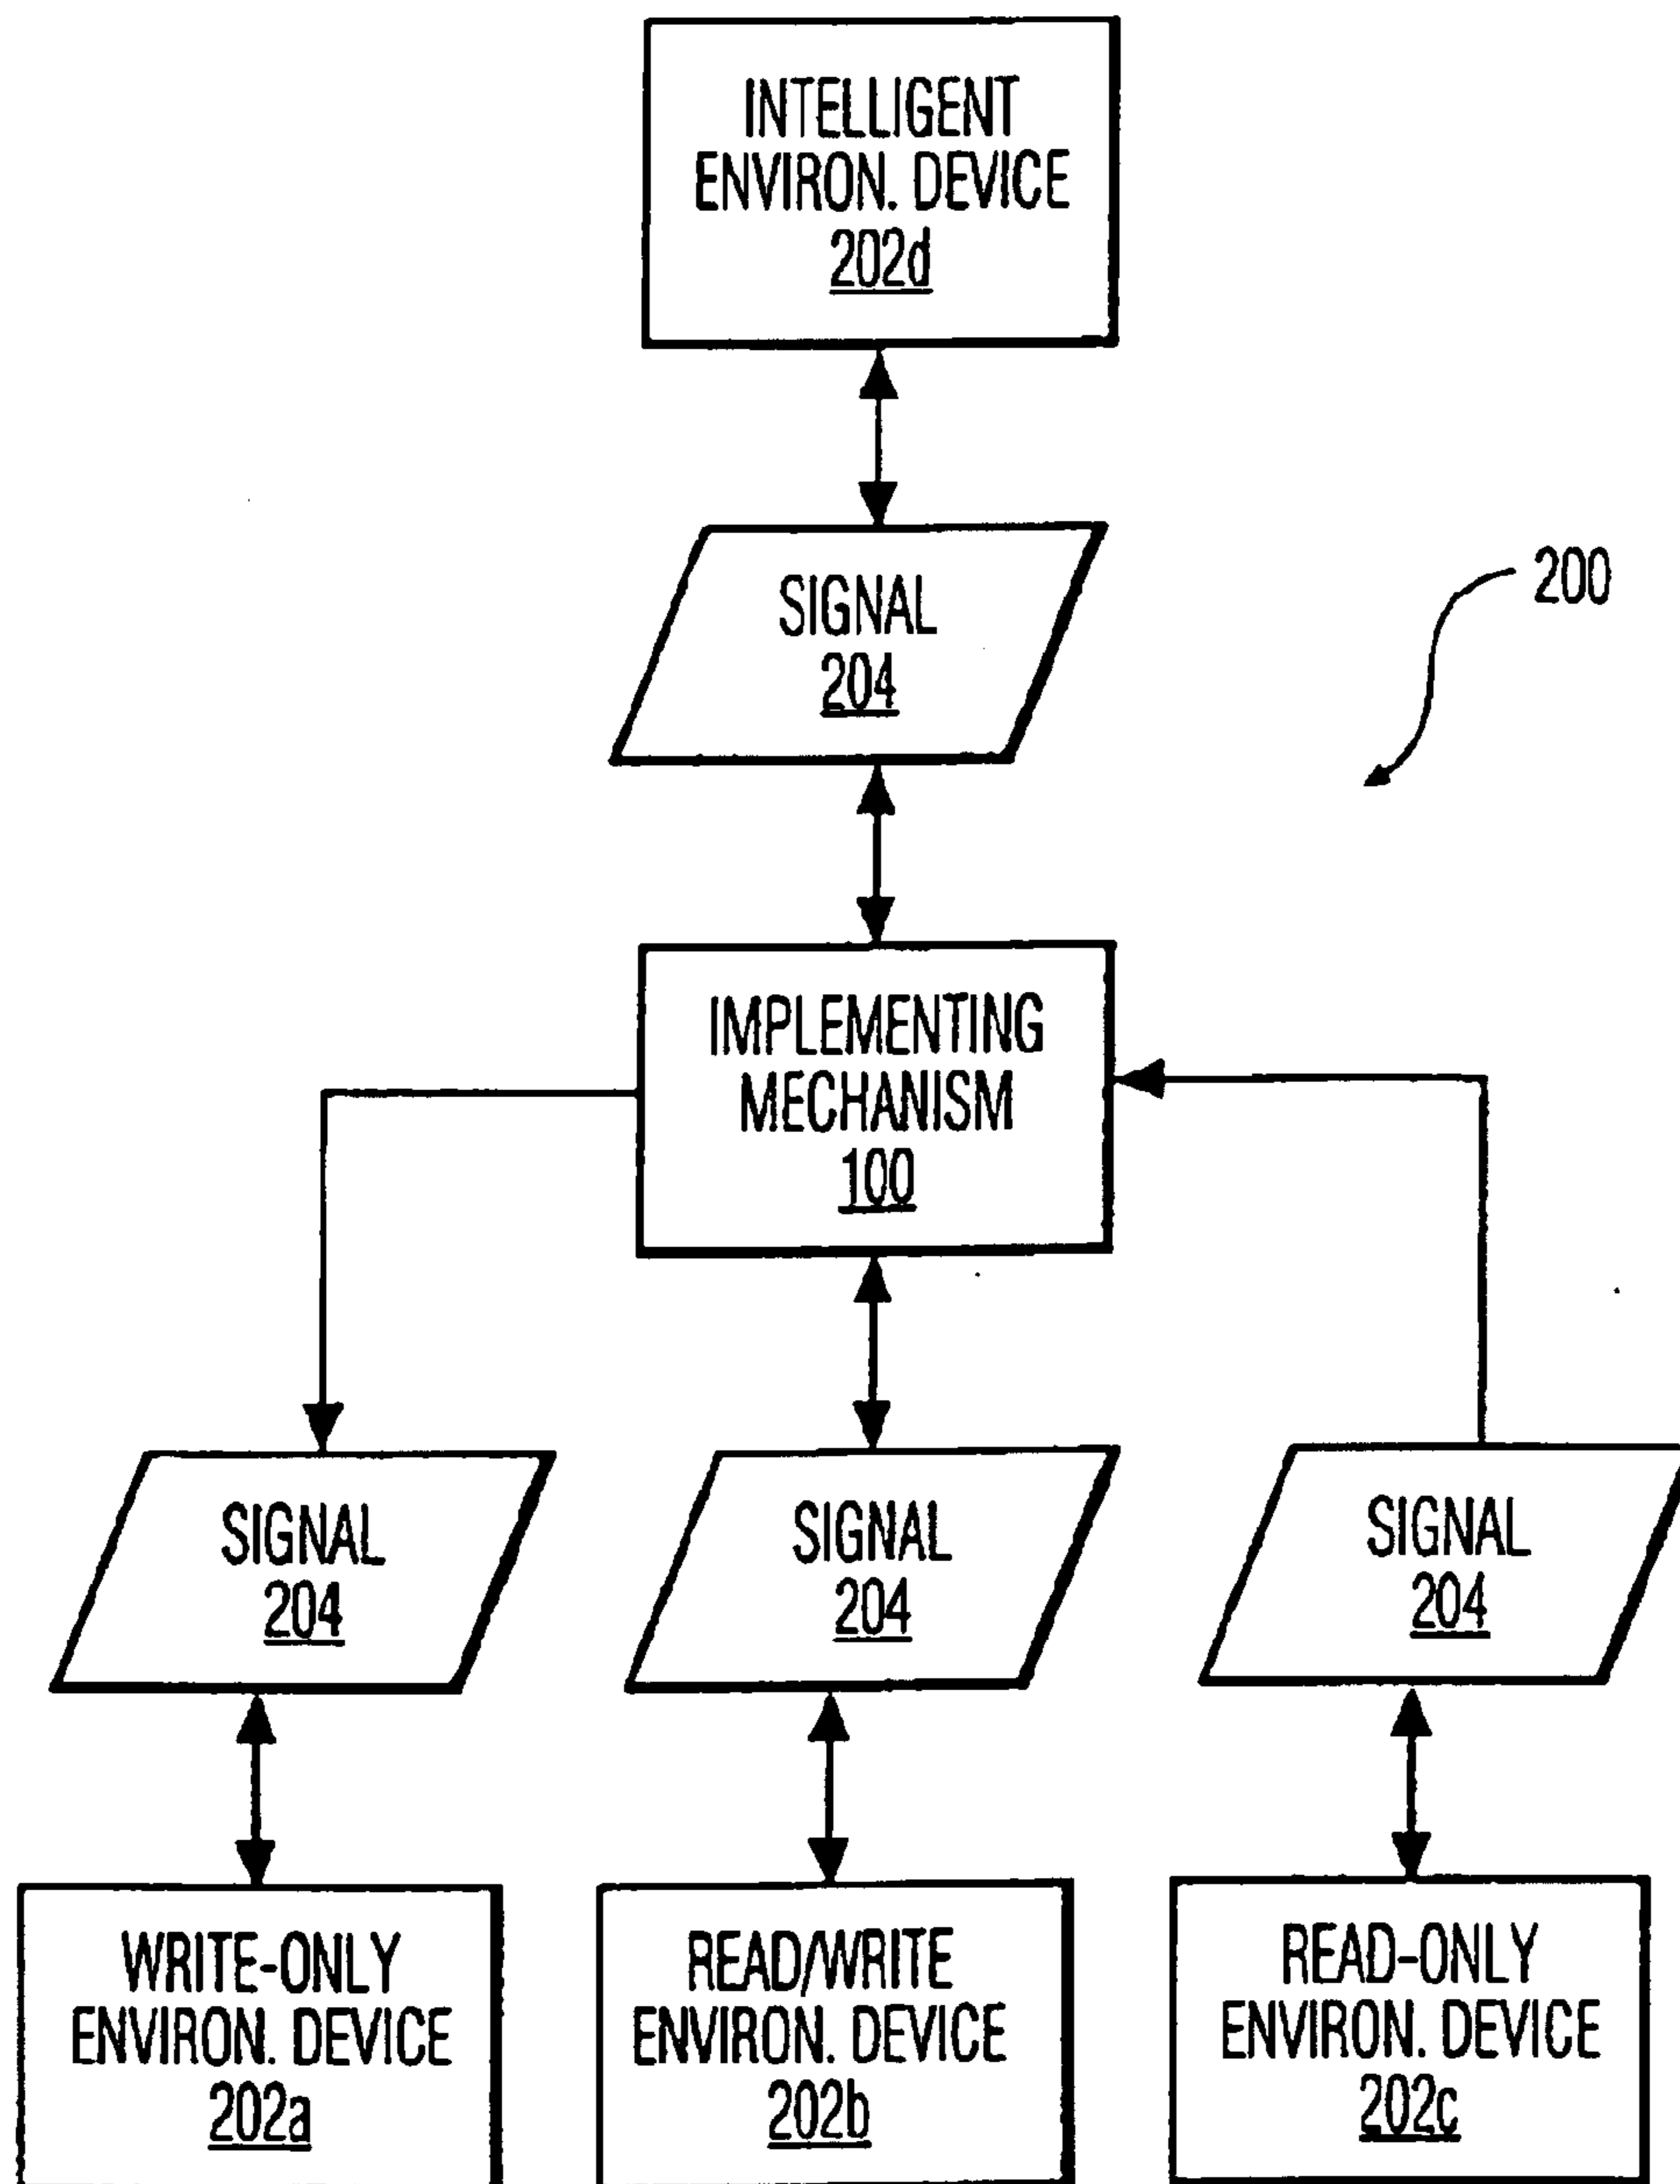 INTELLIGENT
ENVIRON. DEVICE
202d
SIGNAL
204
200
IMPLEMENTING
MECHANISM
100
SIGNAL
204
SIGNAL
204
SIGNAL
204
WRITE-ONLY
ENVIRON. DEVICE
202a
READ/WRITE
ENVIRON. DEVICE
202b
READ-ONLY
ENVIRON. DEVICE
202c